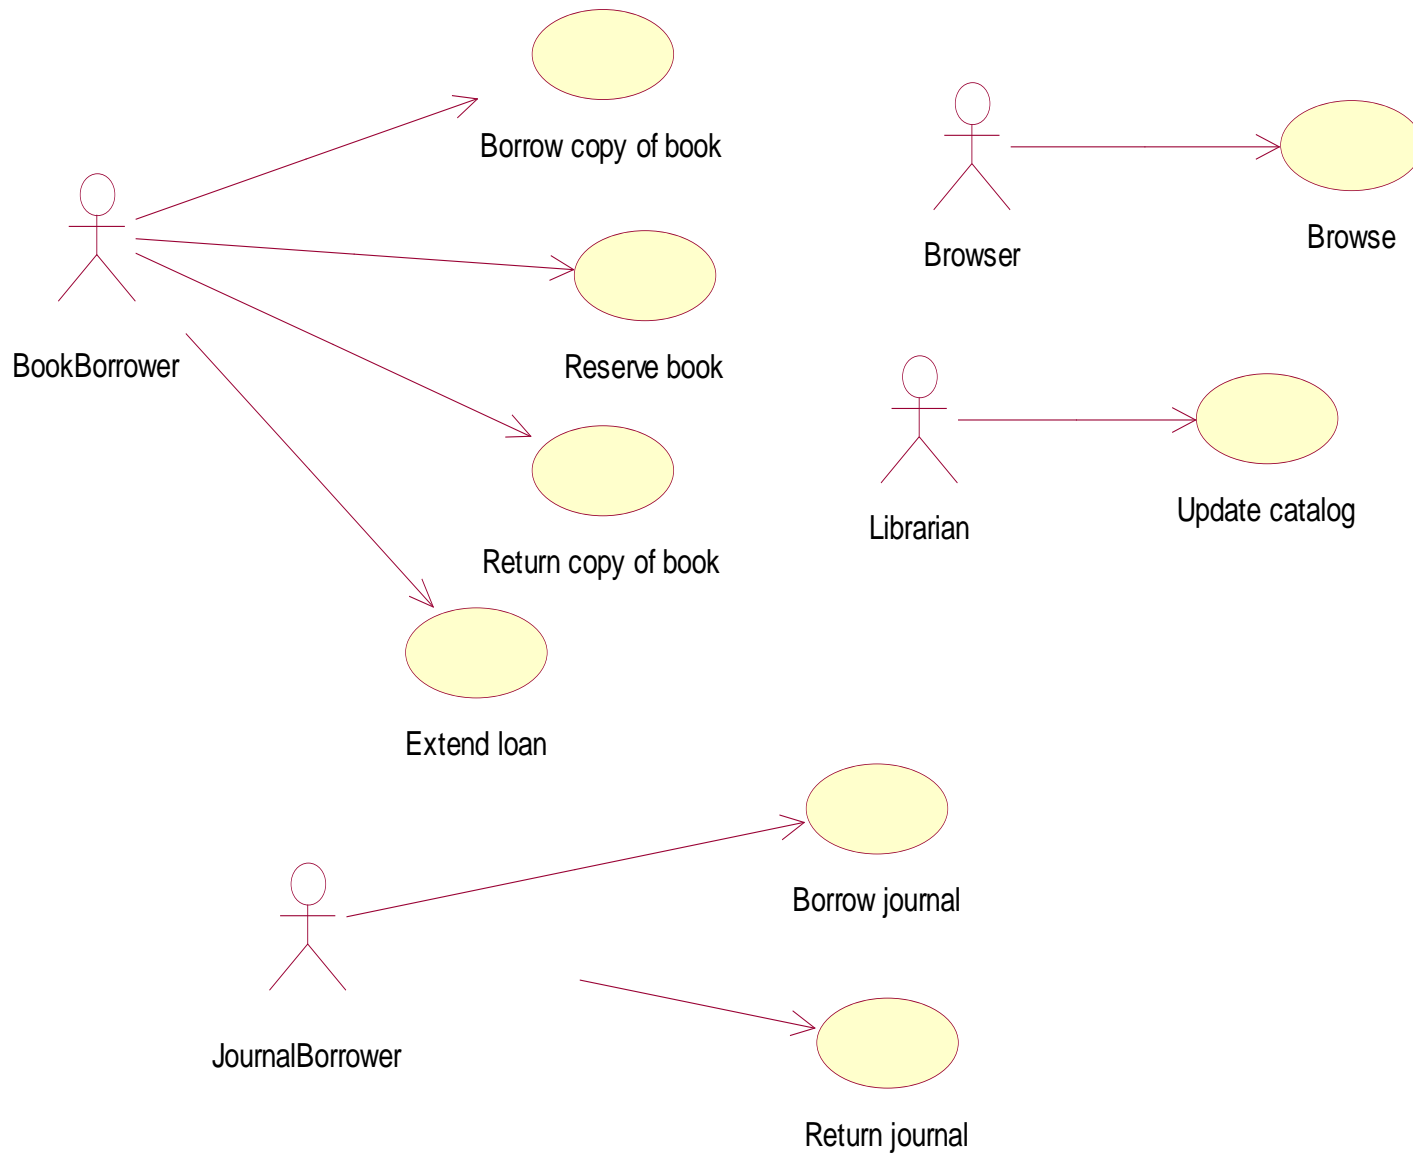 Borrow copy of book
Browser
Browse
BookBorrower
Reserve book
Librarian
Update catalog
Return copy of book
Extend loan
Borrow journal
JournalBorrower
Return journal